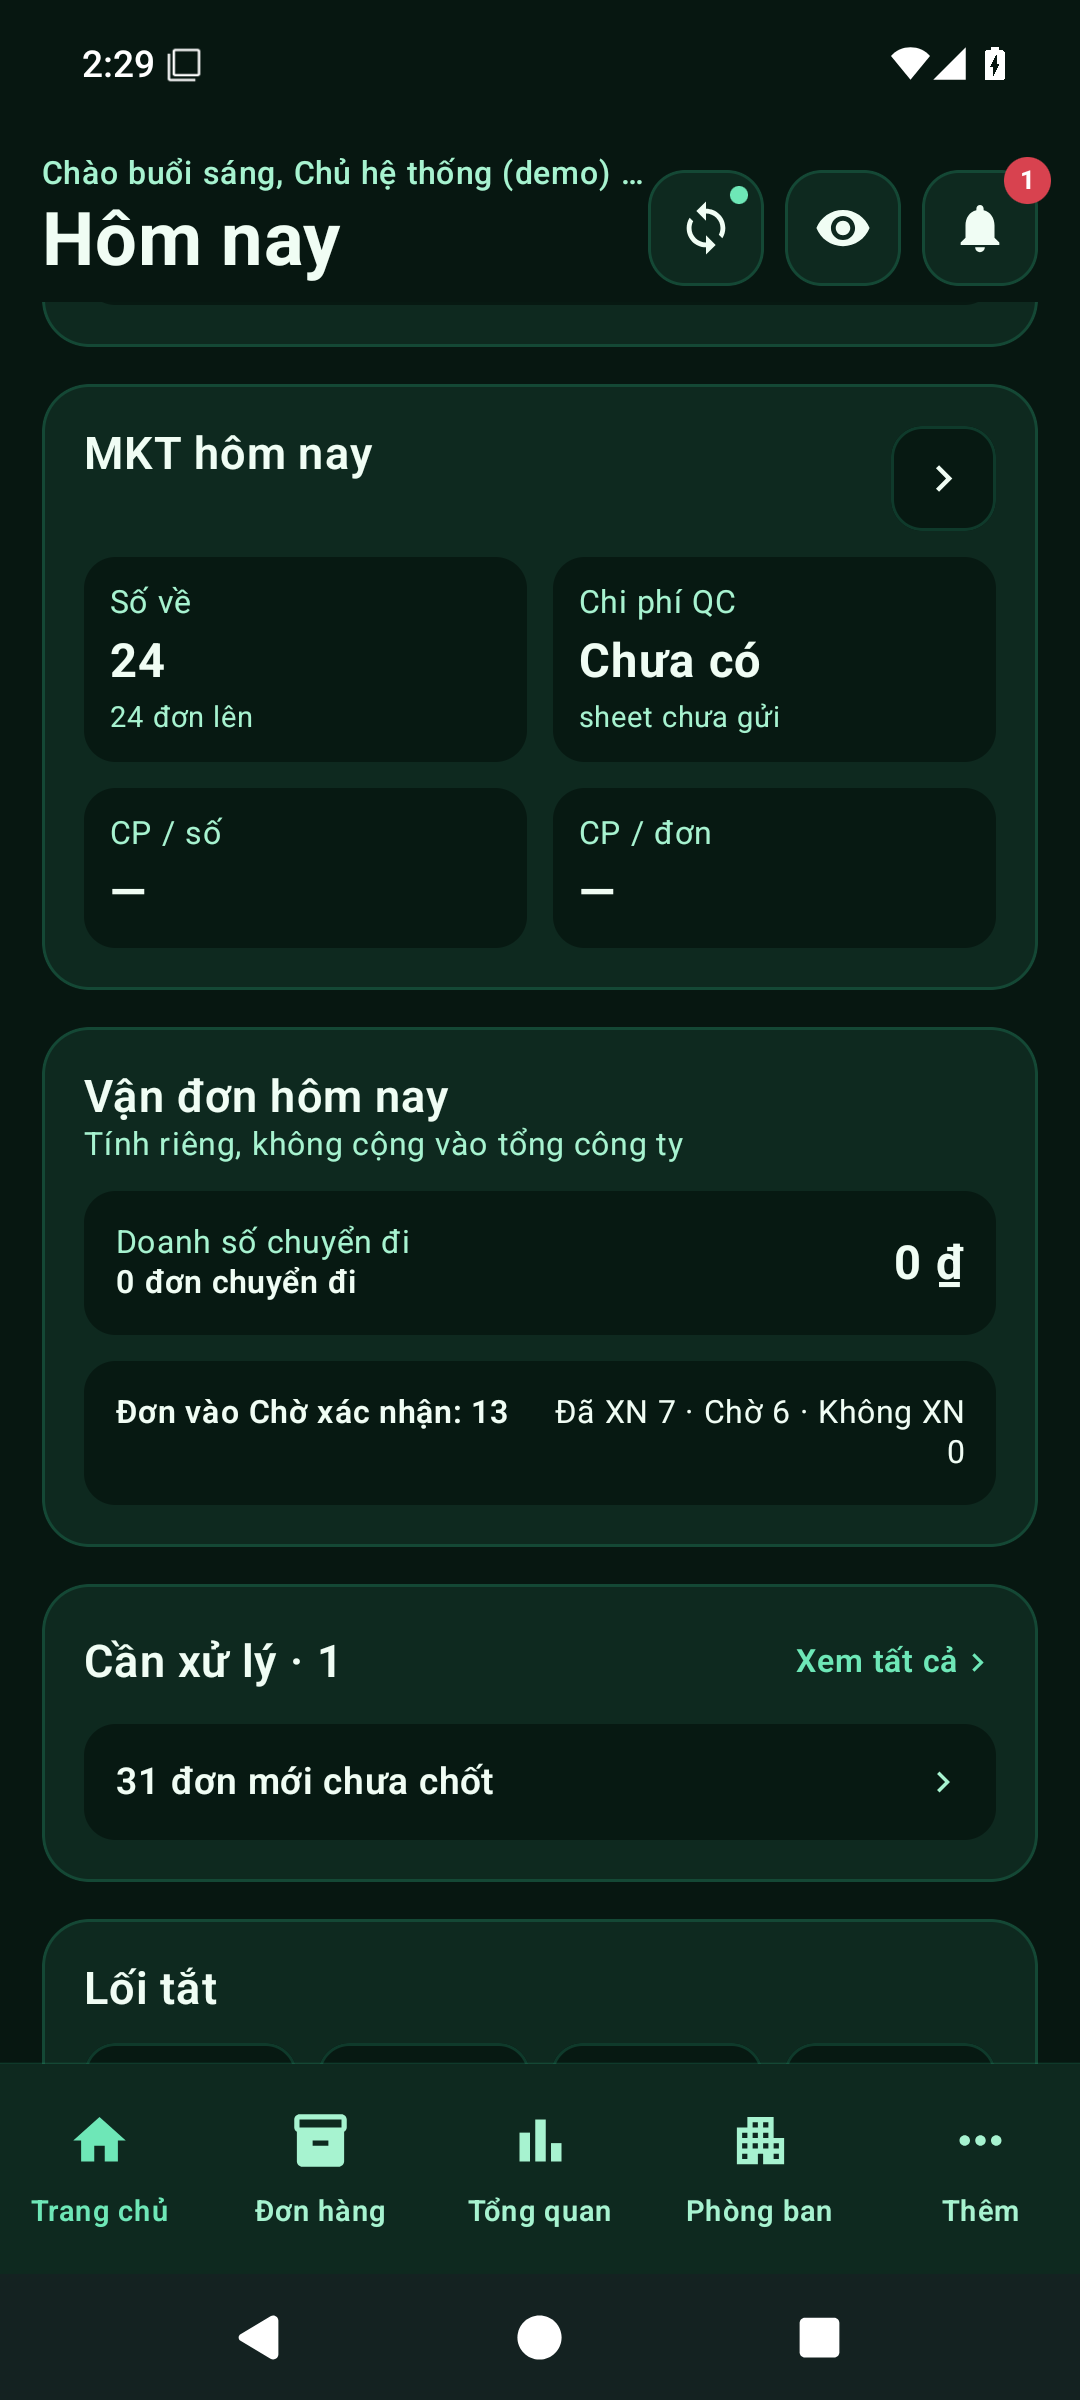 2:29
Chào buổi sáng, Chủ hệ thống (demo) ...
Hôm nay
1
MKT hôm nay
Số về
24
24 đơn lên
Chi phí QC
Chưa có
sheet chưa gửi
CP / số
—
CP / đơn
—
Vận đơn hôm nay
Tính riêng, không cộng vào tổng công ty
Doanh số chuyển đi
0 đơn chuyển đi
0 ₫
Đơn vào Chờ xác nhận: 13
Đã XN 7 · Chờ 6 · Không XN
0
Cần xử lý · 1
Xem tất cả
31 đơn mới chưa chốt
Lối tắt
Trang chủ
Đơn hàng
Tổng quan
Phòng ban
Thêm